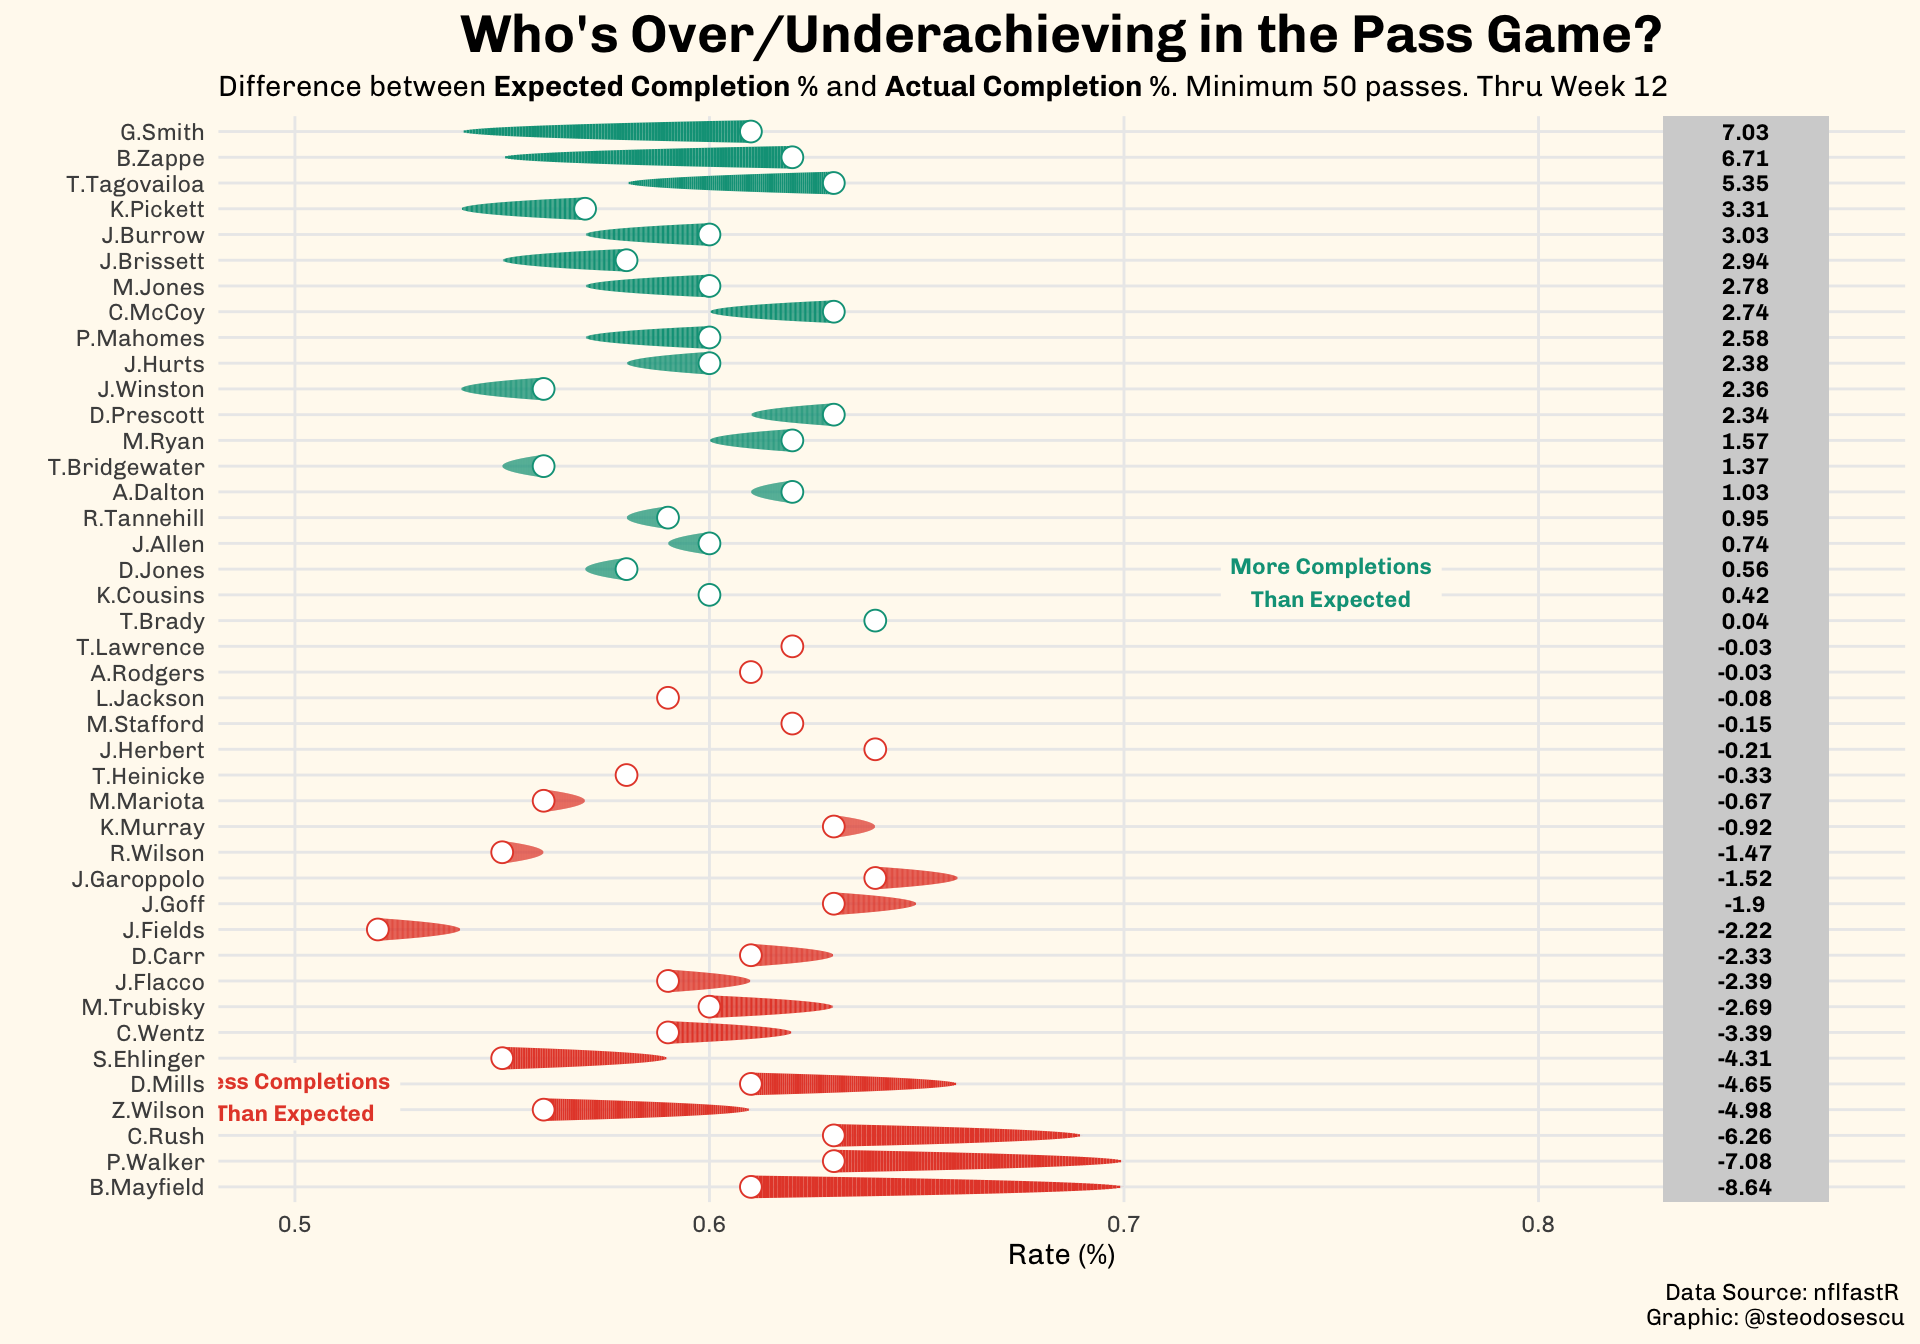 Who's Over/Underachieving in the Pass Game?
Difference between Expected Completion % and Actual Completion %. Minimum 50 passes. Thru Week 12
G.Smith 7.03
B.Zappe 6.71
T.Tagovailoa 5.35
K.Pickett 3.31
J.Burrow 3.03
J.Brissett 2.94
M.Jones 2.78
C.McCoy 2.74
P.Mahomes 2.58
J.Hurts 2.38
J.Winston 2.36
D.Prescott 2.34
M.Ryan 1.57
T.Bridgewater 1.37
A.Dalton 1.03
R.Tannehill 0.95
J.Allen 0.74
D.Jones 0.56
More Completions
K.Cousins 0.42
Than Expected
T.Brady 0.04
T.Lawrence -0.03
A.Rodgers -0.03
L.Jackson -0.08
M.Stafford -0.15
J.Herbert -0.21
T.Heinicke -0.33
M.Mariota -0.67
K.Murray -0.92
R.Wilson -1.47
J.Garoppolo -1.52
J.Goff -1.9
J.Fields -2.22
D.Carr -2.33
J.Flacco -2.39
M.Trubisky -2.69
C.Wentz -3.39
S.Ehlinger -4.31
D.Mills -4.65
ess Completions
Z.Wilson -4.98
Than Expected
C.Rush -6.26
P.Walker -7.08
B.Mayfield -8.64
0.5 0.6 0.7 0.8
Rate (%)
Data Source: nflfastR
Graphic: @steodosescu